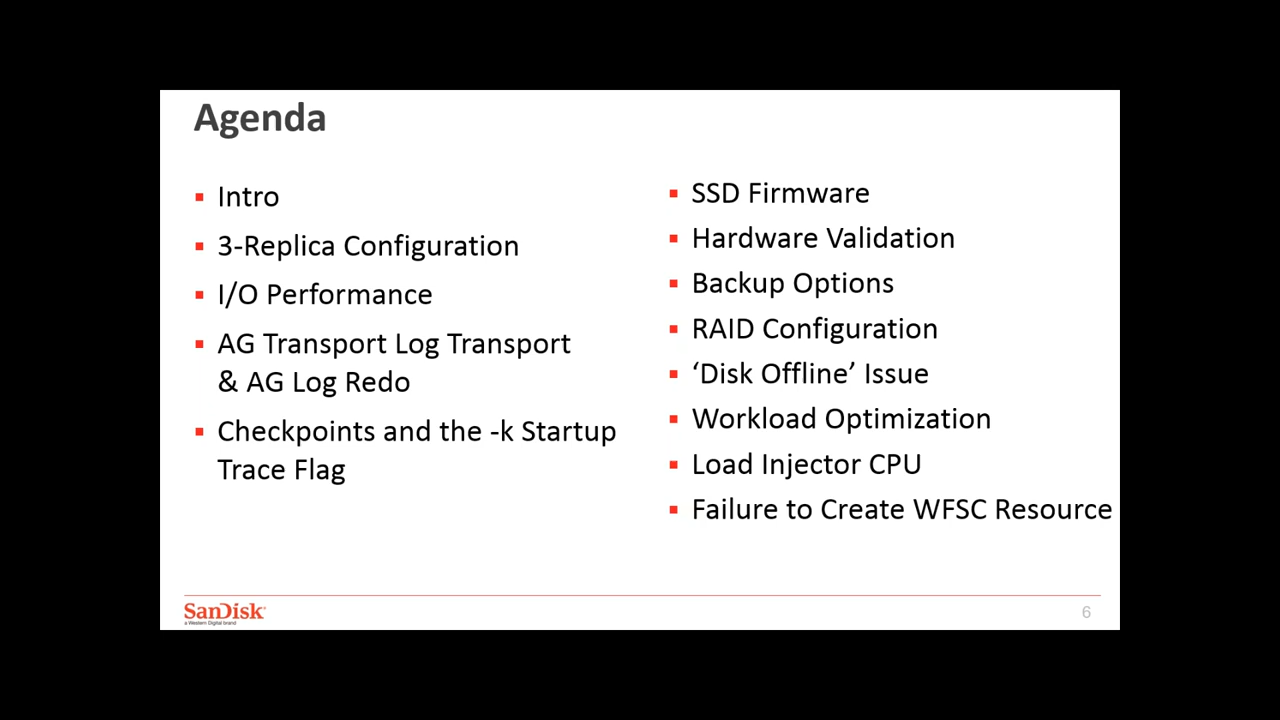 Agenda
Intro
3-Replica Configuration
I/O Performance
AG Transport Log Transport
& AG Log Redo
Checkpoints and the -k Startup
Trace Flag
SSD Firmware
Hardware Validation
Backup Options
RAID Configuration
‘Disk Offline’ Issue
Workload Optimization
Load Injector CPU
Failure to Create WFSC Resource
SanDisk®
a Western Digital brand
6